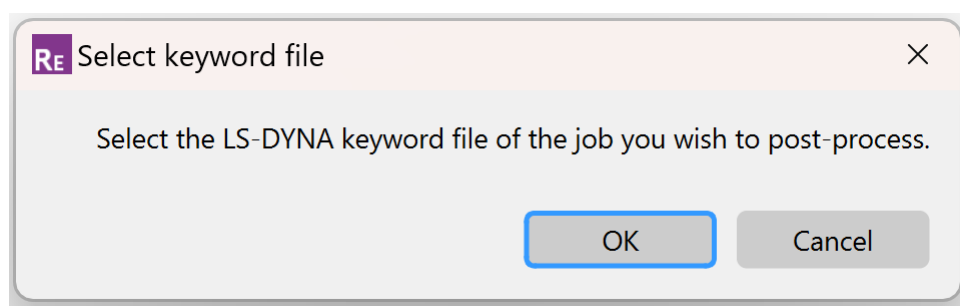 RE Select keyword file
Select the LS-DYNA keyword file of the job you wish to post-process.
OK Cancel